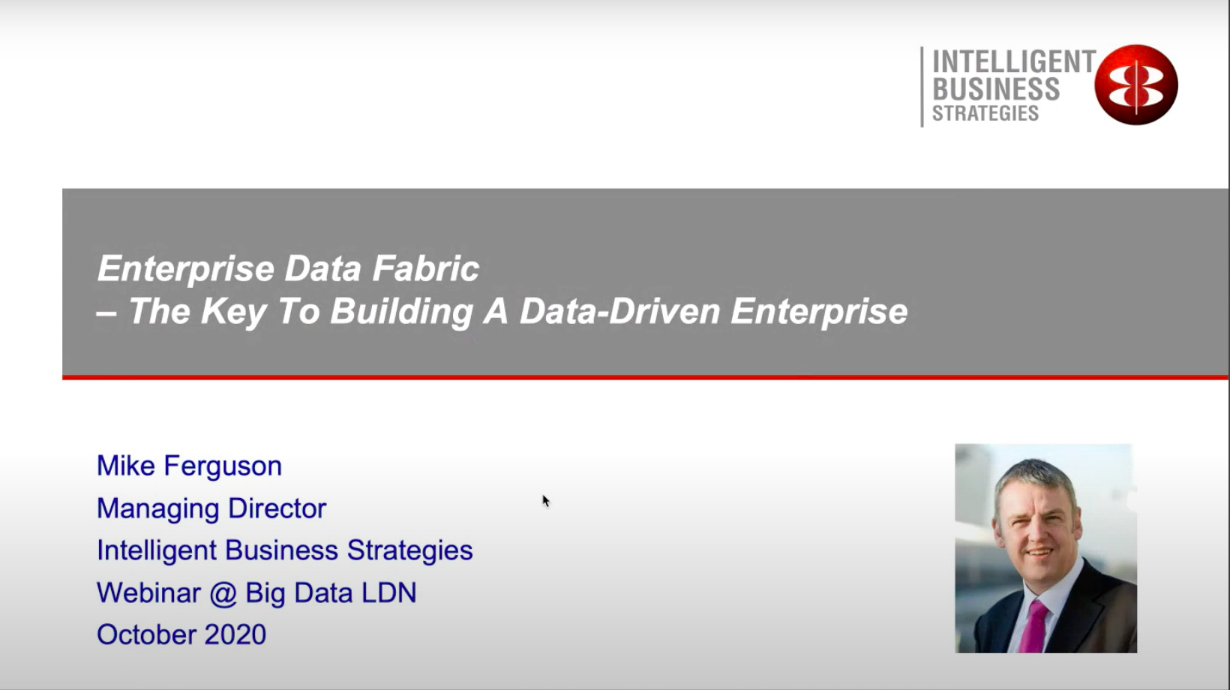 INTELLIGENT
BUSINESS
STRATEGIES
Enterprise Data Fabric
– The Key To Building A Data-Driven Enterprise
Mike Ferguson
Managing Director
Intelligent Business Strategies
Webinar @ Big Data LDN
October 2020